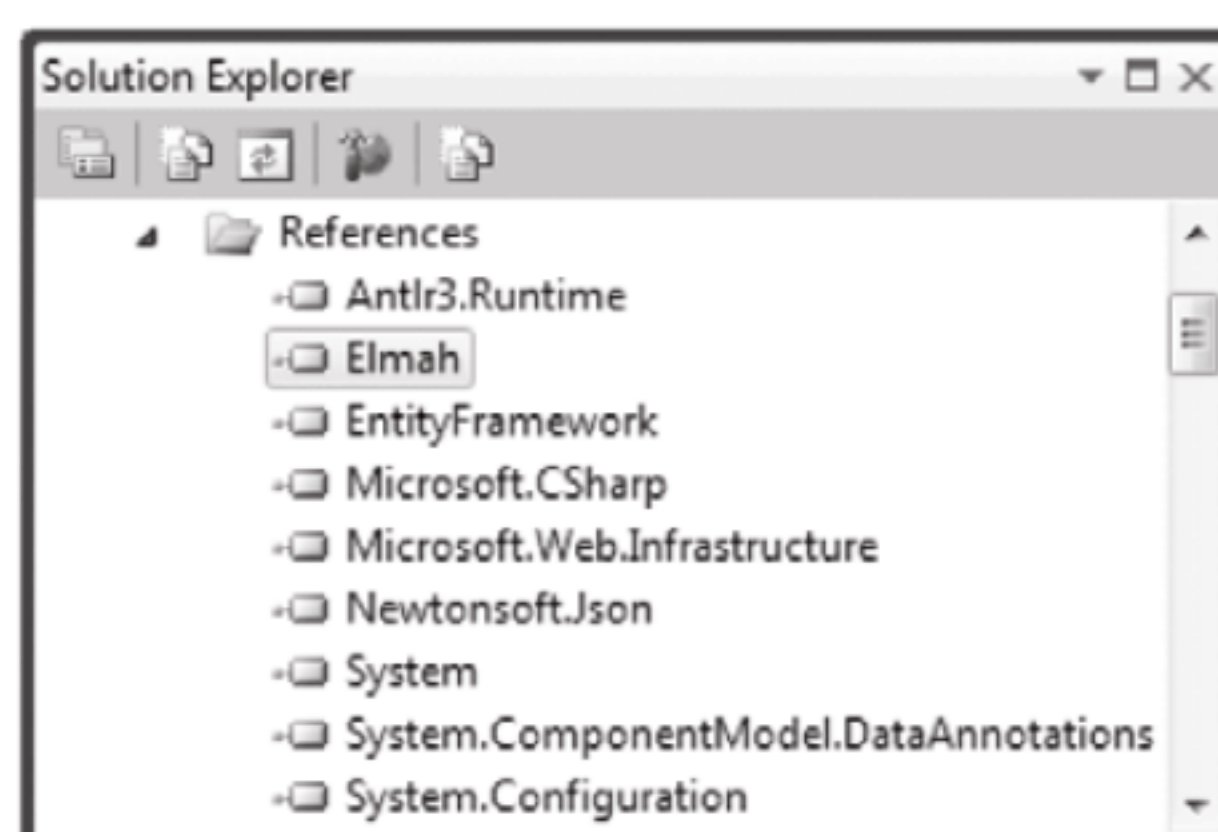 Solution Explorer
References
Antlr3.Runtime
Elmah
EntityFramework
Microsoft.CSharp
Microsoft.Web.Infrastructure
Newtonsoft.Json
System
System.ComponentModel.DataAnnotations
System.Configuration